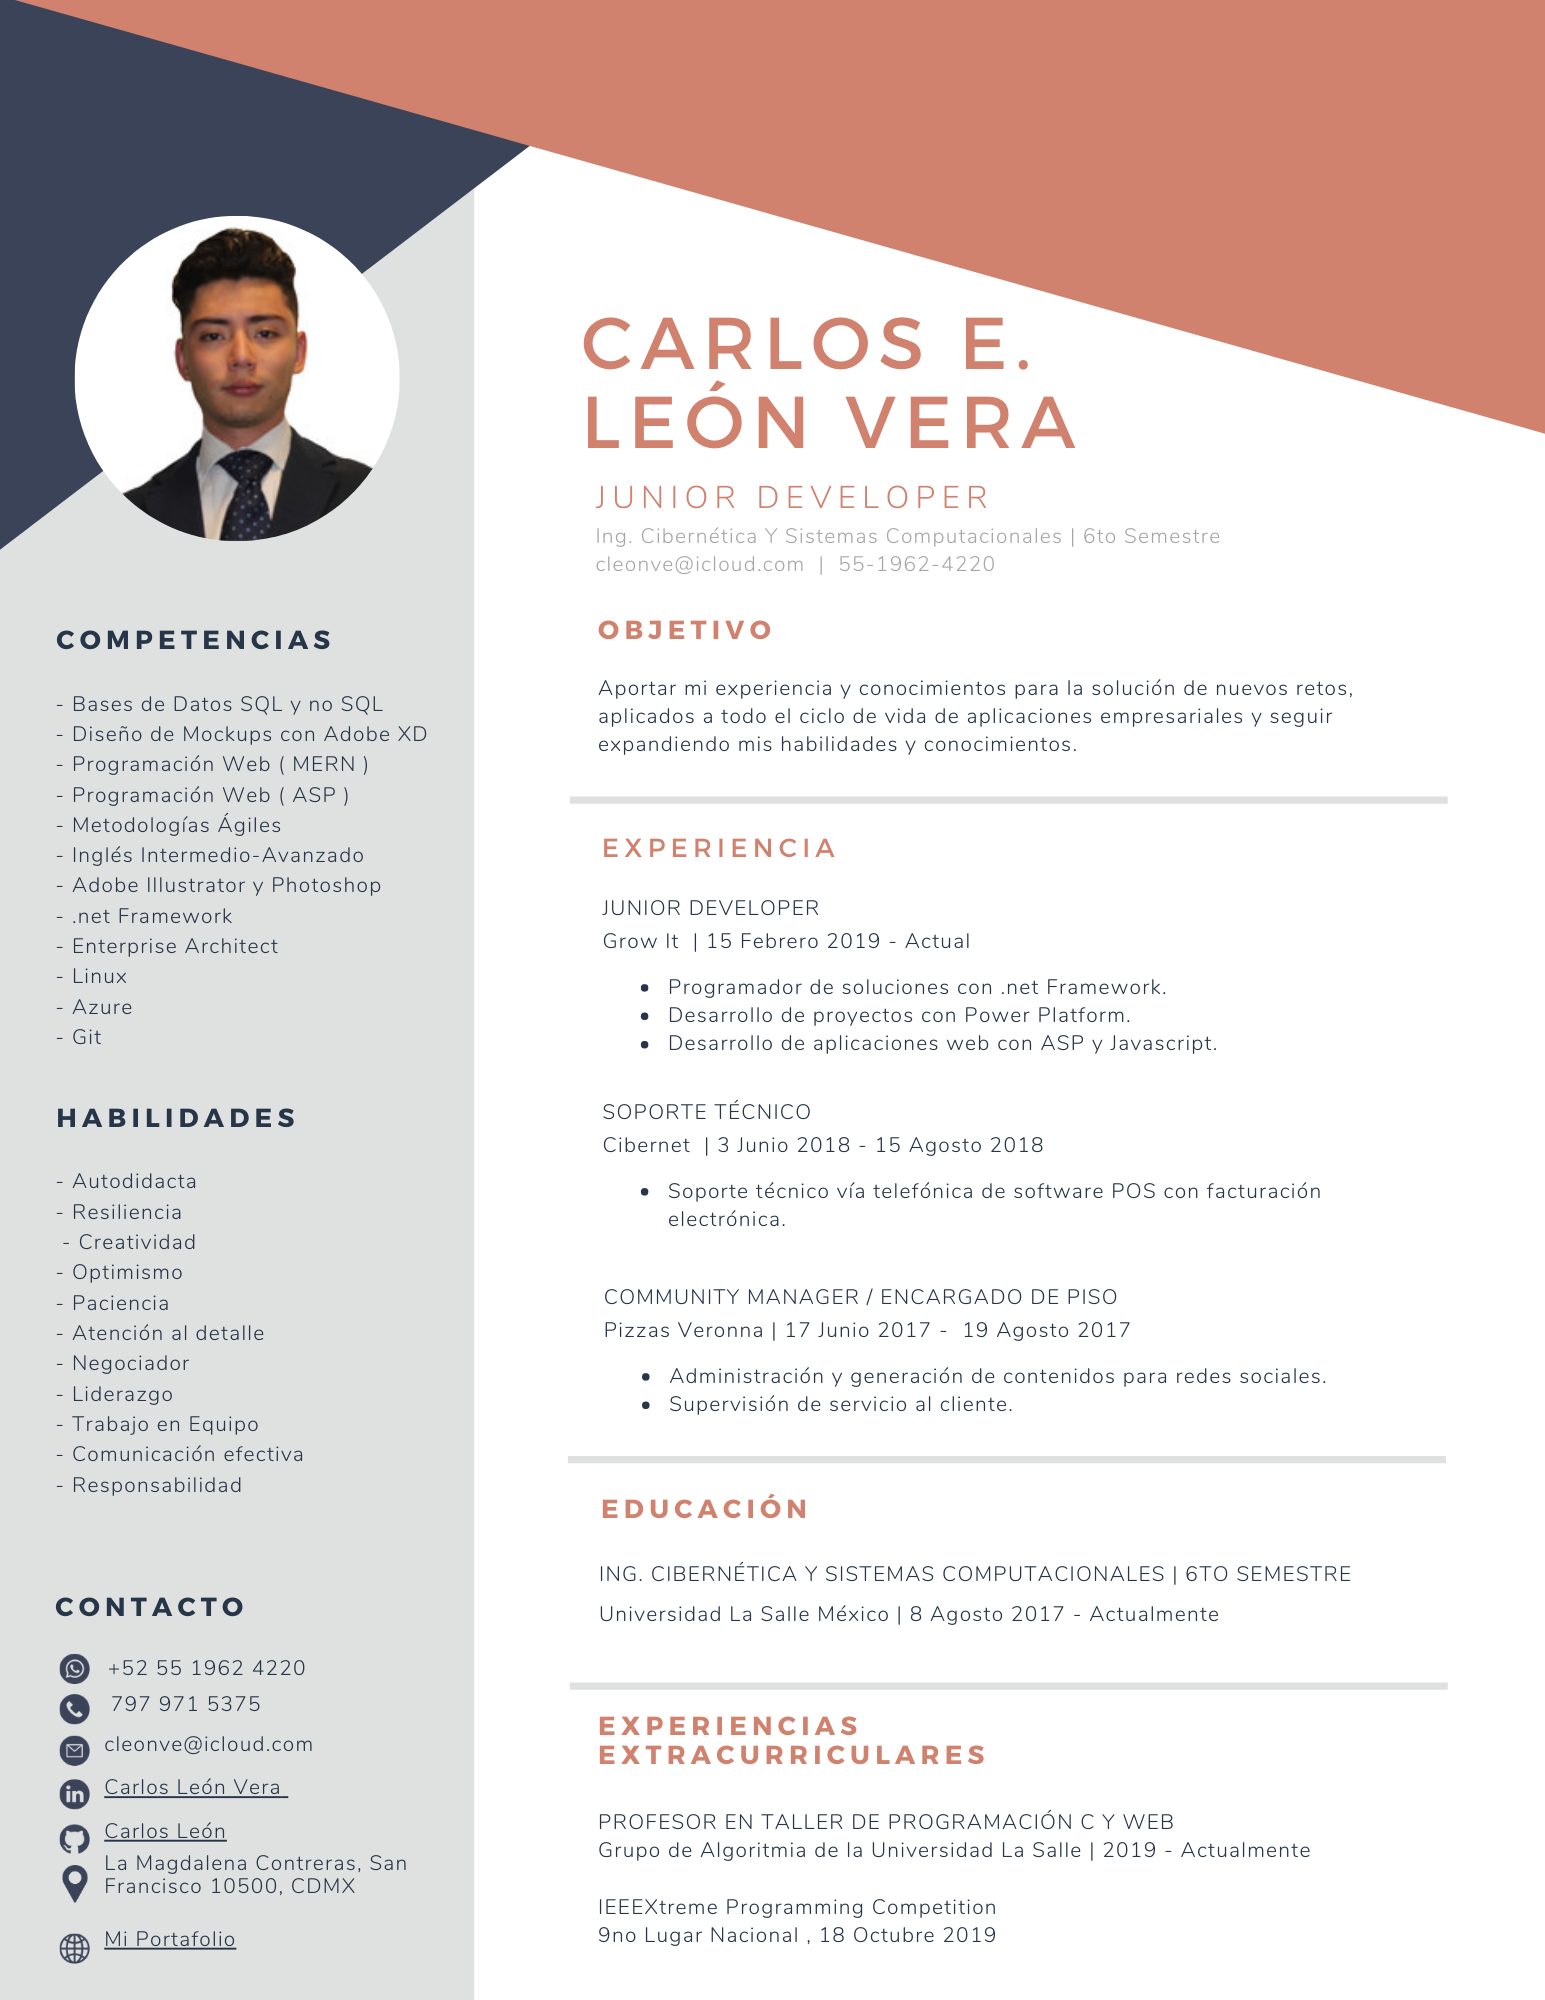 CARLOS E.
LEÓN VERA
JUNIOR DEVELOPER
Ing. Cibernética Y Sistemas Computacionales | 6to Semestre
cleonve@icloud.com | 55-1962-4220
COMPETENCIAS
- Bases de Datos SQL y no SQL
- Diseño de Mockups con Adobe XD
- Programación Web ( MERN )
- Programación Web ( ASP )
- Metodologías Ágiles
- Inglés Intermedio-Avanzado
- Adobe Illustrator y Photoshop
- .net Framework
- Enterprise Architect
- Linux
- Azure
- Git
HABILIDADES
- Autodidacta
- Resiliencia
- Creatividad
- Optimismo
- Paciencia
- Atención al detalle
- Negociador
- Liderazgo
- Trabajo en Equipo
- Comunicación efectiva
- Responsabilidad
CONTACTO
+52 55 1962 4220
797 971 5375
cleonve@icloud.com
in
Carlos León Vera
Carlos León
La Magdalena Contreras, San
Francisco 10500, CDMX
Mi Portafolio
OBJETIVO
Aportar mi experiencia y conocimientos para la solución de nuevos retos,
aplicados a todo el ciclo de vida de aplicaciones empresariales y seguir
expandiendo mis habilidades y conocimientos.
EXPERIENCIA
JUNIOR DEVELOPER
Grow It | 15 Febrero 2019 - Actual
• Programador de soluciones con .net Framework.
• Desarrollo de proyectos con Power Platform.
• Desarrollo de aplicaciones web con ASP y Javascript.
SOPORTE TÉCNICO
Cibernet | 3 Junio 2018 - 15 Agosto 2018
• Soporte técnico vía telefónica de software POS con facturación
electrónica.
COMMUNITY MANAGER / ENCARGADO DE PISO
Pizzas Veronna | 17 Junio 2017 - 19 Agosto 2017
• Administración y generación de contenidos para redes sociales.
• Supervisión de servicio al cliente.
EDUCACIÓN
ING. CIBERNÉTICA Y SISTEMAS COMPUTACIONALES | 6TO SEMESTRE
Universidad La Salle México | 8 Agosto 2017 - Actualmente
EXPERIENCIAS
EXTRACURRICULARES
PROFESOR EN TALLER DE PROGRAMACIÓN C Y WEB
Grupo de Algoritmia de la Universidad La Salle | 2019 - Actualmente
IEEEXtreme Programming Competition
9no Lugar Nacional , 18 Octubre 2019